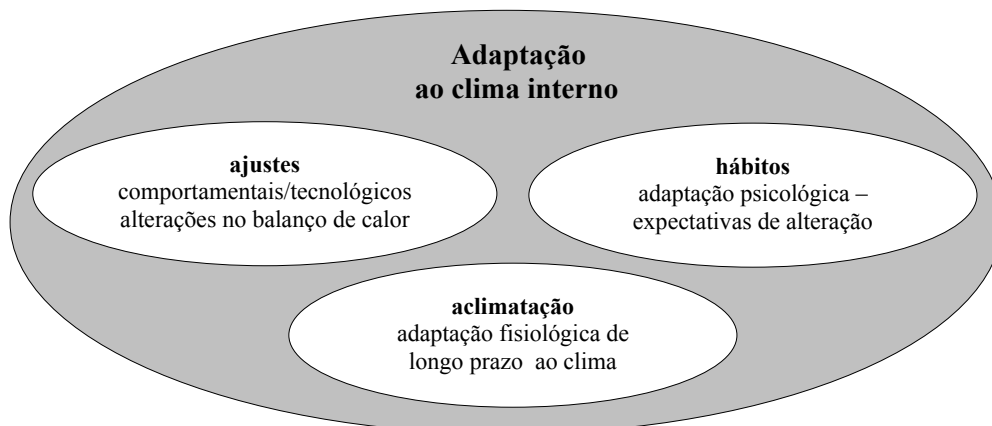 Adaptação
ao clima interno
ajustes
comportamentais/tecnológicos
alterações no balanço de calor
hábitos
adaptação psicológica –
expectativas de alteração
aclimatação
adaptação fisiológica de
longo prazo ao clima